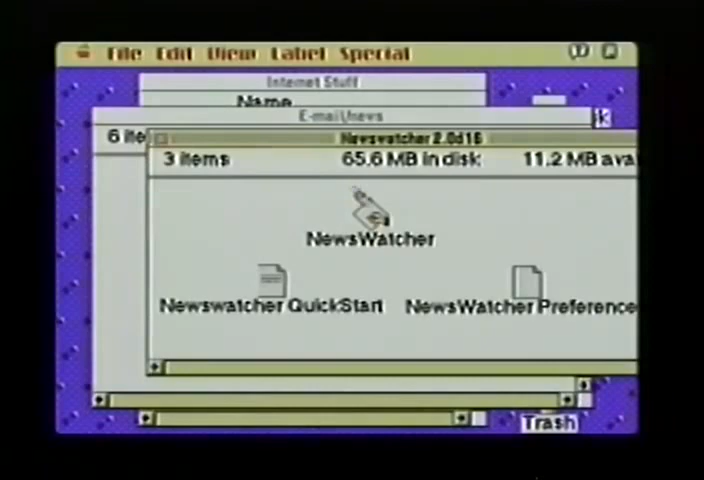 File Edit View Label Special
Internet Stuff
Name
E-mail/news
6 ite
Newswatcher 2.0d16
3 items 65.6 MB in disk 11.2 MB ava
NewsWatcher
Newswatcher QuickStart NewsWatcher Preference
Trash